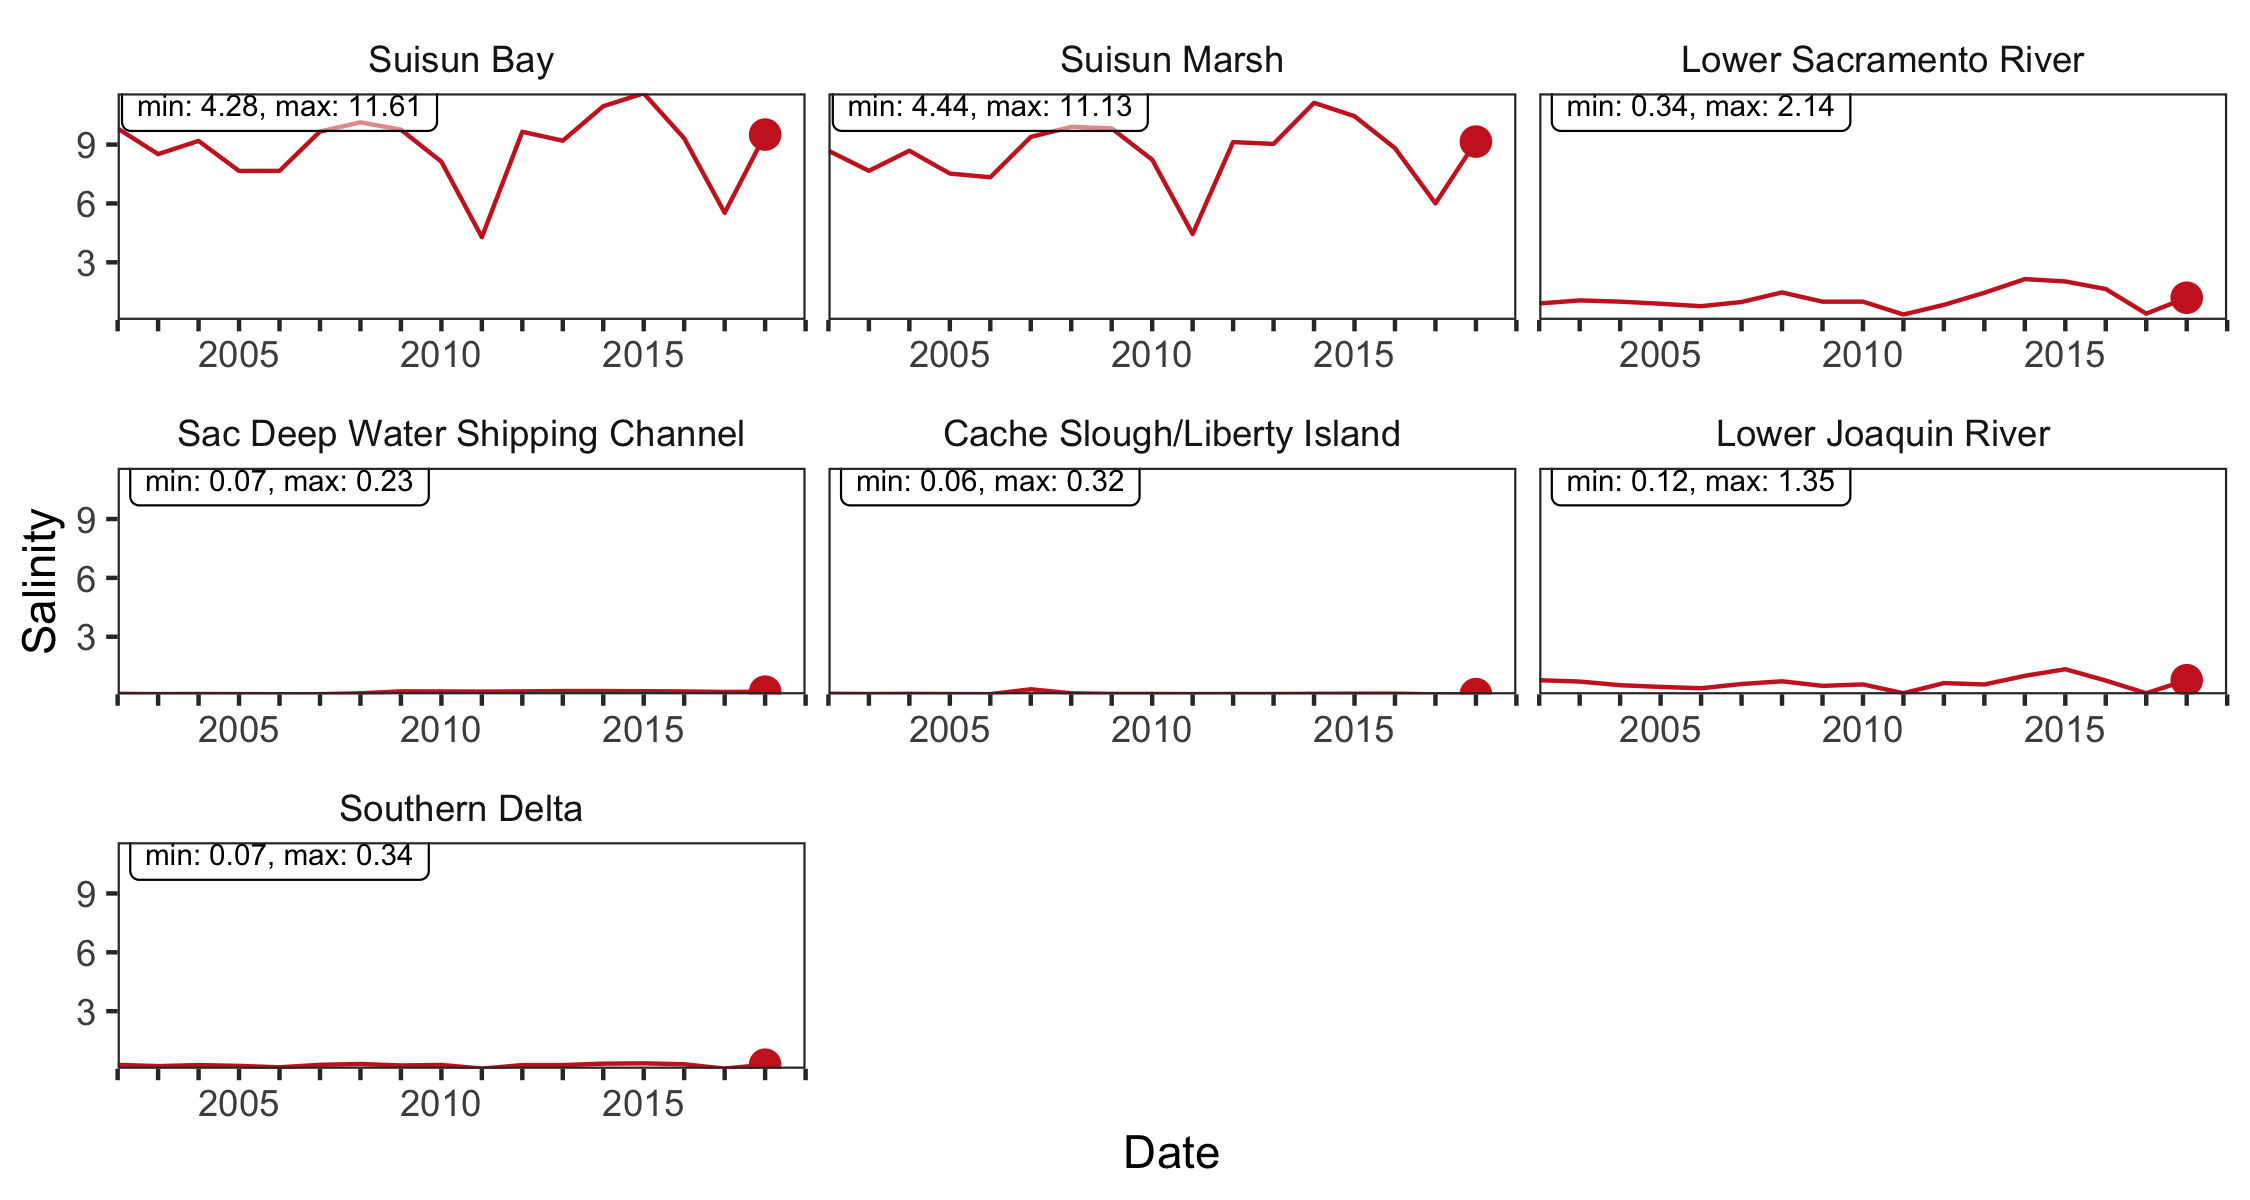 Suisun Bay
Suisun Marsh
Lower Sacramento River
min: 4.28, max: 11.61
min: 4.44, max: 11.13
min: 0.34, max: 2.14
9
6
3
2005 2010 2015
2005 2010 2015
2005 2010 2015
Sac Deep Water Shipping Channel
Cache Slough/Liberty Island
Lower Joaquin River
min: 0.07, max: 0.23
min: 0.06, max: 0.32
min: 0.12, max: 1.35
Salinity
9
6
3
2005 2010 2015
2005 2010 2015
2005 2010 2015
Southern Delta
min: 0.07, max: 0.34
9
6
3
2005 2010 2015
Date